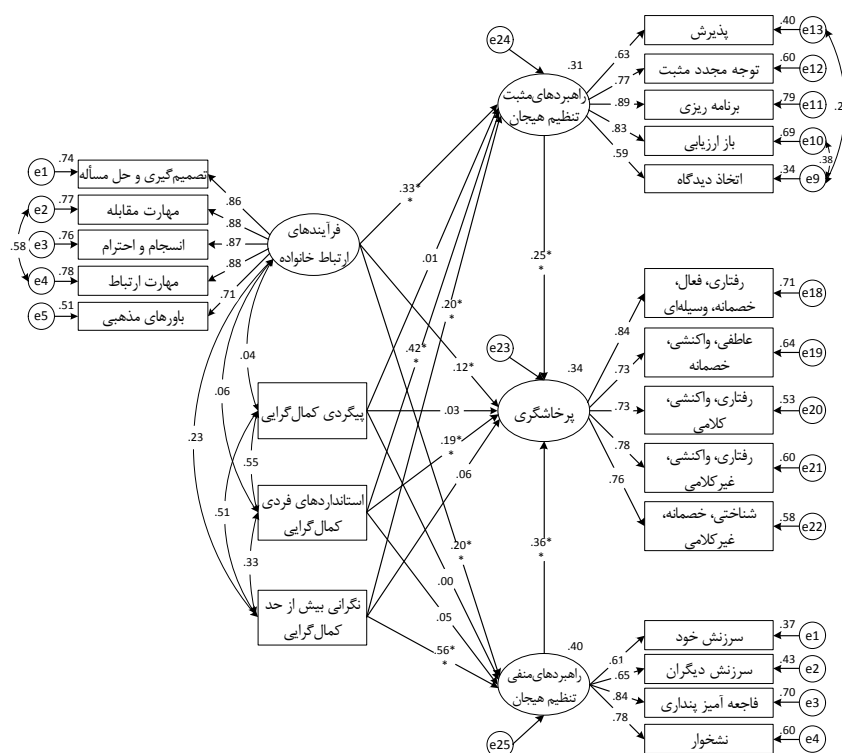 e24
.31
.63
پذیرش
.40
e13
.77
توجه مجدد مثبت
.60
e12
راهبردهای‌مثبت
تنظیم هیجان
.89
برنامه ریزی
.79
e11
.83
باز ارزیابی
.69
e10
.38
.59
اتخاذ دیدگاه
.34
e9
e1
.74
تصمیم‌گیری و حل مسأله
.86
e2
.77
مهارت مقابله
.88
e3
.76
انسجام و احترام
.87
.58
e4
.78
مهارت ارتباط
.88
e5
.51
باورهای مذهبی
.71
فرآیندهای
ارتباط خانواده
.33*
*
.01
.20*
*
.42*
*
.12*
*
.25*
*
.04
.06
.23
.55
.51
.33
پیگردی کمال‌گرایی
استانداردهای فردی
کمال‌گرایی
نگرانی بیش از حد
کمال‌گرایی
.03
.19*
*
.06
.20*
*
.00
.05
.56*
*
e23
.34
پرخاشگری
.84
رفتاری، فعال،
خصمانه، وسیله‌ای
.71
e18
.73
عاطفی، واکنشی،
خصمانه
.64
e19
.73
رفتاری، واکنشی،
کلامی
.53
e20
.78
رفتاری، واکنشی،
غیرکلامی
.60
e21
.76
شناختی، خصمانه،
غیرکلامی
.58
e22
.36*
*
.40
راهبردهای‌منفی
تنظیم هیجان
e25
.61
سرزنش خود
.37
e1
.65
سرزنش دیگران
.43
e2
.84
فاجعه آمیز پنداری
.70
e3
.78
نشخوار
.60
e4